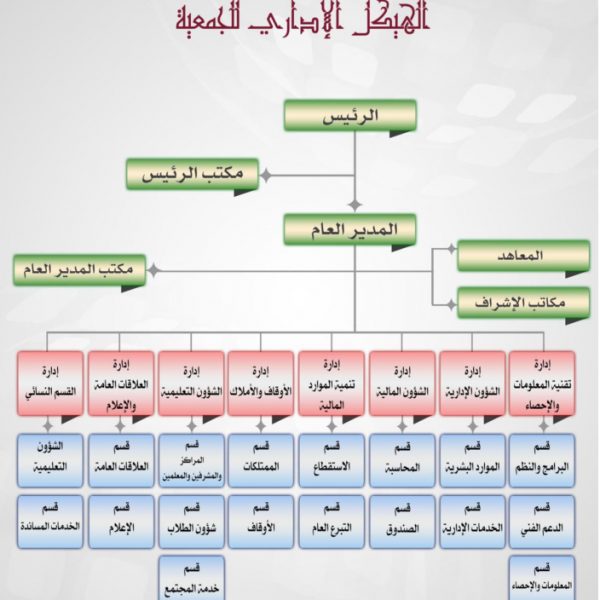 الهيكل الإداري للجمعية
الرئيس
مكتب الرئيس
المدير العام
المعاهد
مكتب المدير العام
مكاتب الإشراف
إدارة
تقنية المعلومات
والإحصاء
إدارة
الشؤون الإدارية
إدارة
الشؤون المالية
إدارة
تنمية الموارد
المالية
إدارة
الأوقاف والأملاك
إدارة
الشؤون التعليمية
إدارة
العلاقات العامة
والإعلام
إدارة
القسم النسائي
قسم
البرامج والنظم
قسم
الموارد البشرية
قسم
المحاسبة
قسم
الاستقطاع
قسم
الممتلكات
قسم
المراكز
والمشرفين والمعلمين
قسم
العلاقات العامة
الشؤون
التعليمية
قسم
الدعم الفني
قسم
الخدمات الإدارية
قسم
الصندوق
قسم
التبرع العام
قسم
الأوقاف
قسم
شؤون الطلاب
قسم
الإعلام
قسم
الخدمات المساندة
قسم
المعلومات والإحصاء
قسم
خدمة المجتمع